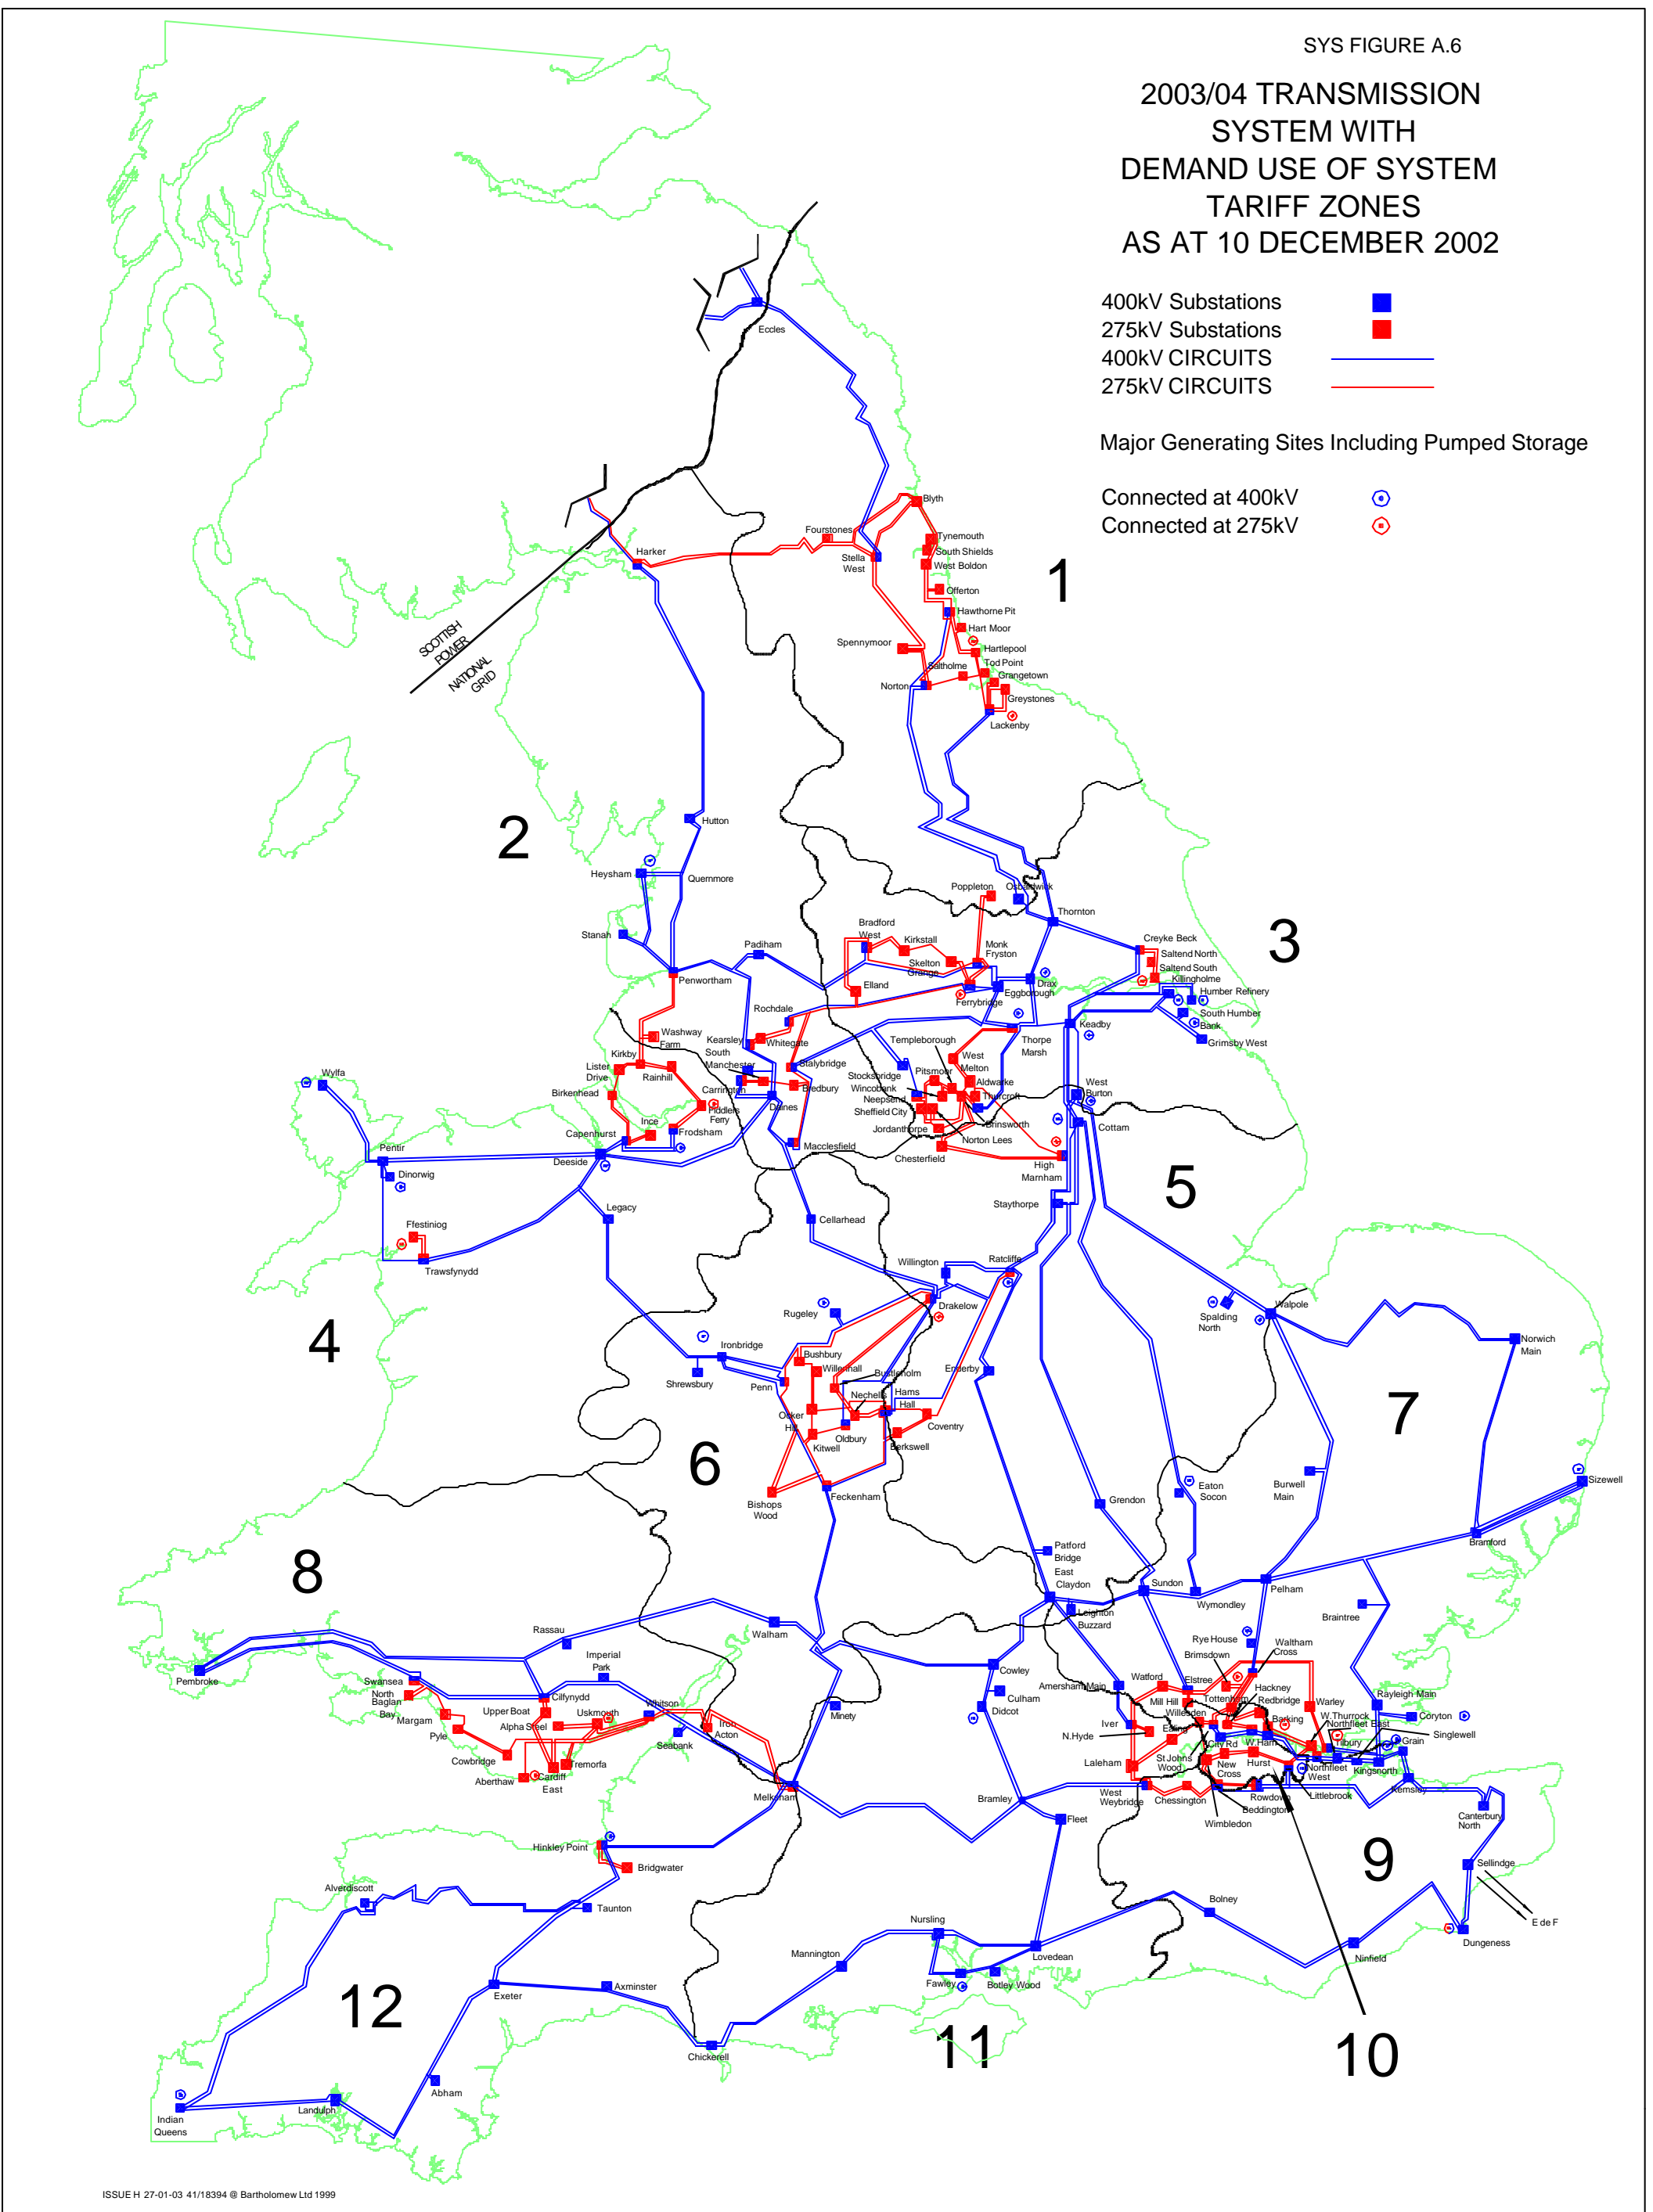 SYS FIGURE A.6
2003/04 TRANSMISSION
SYSTEM WITH
DEMAND USE OF SYSTEM
TARIFF ZONES
AS AT 10 DECEMBER 2002
400kV Substations
275kV Substations
400kV CIRCUITS
275kV CIRCUITS
Major Generating Sites Including Pumped Storage
Connected at 400kV
Connected at 275kV
Eccles
Blyth
Fourstones
Tynemouth
South Shields
Harker
Stella
West
West Boldon
1
Offerton
Hawthorne Pit
SCOTTISH
POWER
NATIONAL
GRID
Hart Moor
Spennymoor
Hartlepool
Saltholme
Tod Point
Grangetown
Norton
Greystones
Lackenby
2
Hutton
Heysham
Quernmore
Poppleton
Osbaldwick
Stanah
Thornton
3
Bradford
West
Kirkstall
Padiham
Monk
Fryston
Creyke Beck
Saltend North
Saltend South
Skelton
Grange
Killingholme
Penwortham
Elland
Drax
Eggborough
Humber Refinery
Ferrybridge
Rochdale
South Humber
Bank
Keadby
Washway
Farm
Kearsley
Whitegate
Templeborough
Thorpe
Marsh
Grimsby West
South
Manchester
Kirkby
Lister
Drive
Rainhill
Stalybridge
West
Melton
Stocksbridge
Pitsmoor
Wylfa
Carrington
Bredbury
Wincobank
Aldwarke
West
Burton
Birkenhead
Neepsend
Thurcroft
Fiddlers
Ferry
Daines
Sheffield City
Ince
Brinsworth
Cottam
Capenhurst
Frodsham
Jordanthorpe
Norton Lees
Macclesfield
Chesterfield
Pentir
Deeside
High
Marnham
Dinorwig
5
Legacy
Staythorpe
Ffestiniog
Cellarhead
Trawsfynydd
Willington
Ratcliffe
Rugeley
Drakelow
Spalding
North
Walpole
4
Norwich
Main
Ironbridge
Bushbury
Willenhall
Enderby
Shrewsbury
Penn
Bustleholm
Nechells
Hams
Hall
7
Ocker
Hill
Coventry
Oldbury
Kitwell
Berkswell
6
Bishops
Wood
Feckenham
Eaton
Socon
Burwell
Main
Sizewell
Grendon
8
Patford
Bridge
Bramford
East
Claydon
Sundon
Pelham
Leighton
Buzzard
Wymondley
Braintree
Walham
Rassau
Rye House
Waltham
Cross
Imperial
Park
Brimsdown
Pembroke
Swansea
North
Baglan
Bay
Cowley
Amersham Main
Watford
Elstree
Hackney
Culham
Mill Hill
Tottenham
Redbridge
Warley
Rayleigh Main
Cilfynydd
Whitson
Didcot
Willesden
Upper Boat
Uskmouth
Minety
Barking
W.Thurrock
Coryton
Margam
Alpha Steel
Iron
Acton
Iver
Ealing
Northfleet East
Singlewell
Pyle
Seabank
N.Hyde
City Rd
W.Ham
Tilbury
Grain
Cowbridge
Tremorfa
Laleham
St Johns
Wood
New
Cross
Hurst
Northfleet
West
Kingsnorth
Aberthaw
Cardiff
East
Melksham
Bramley
West
Weybridge
Chessington
Rowdown
Littlebrook
Kemsley
Beddington
Wimbledon
Canterbury
North
Fleet
Hinkley Point
Bridgwater
9
Sellindge
Alverdiscott
Taunton
Bolney
E de F
Nursling
Dungeness
Mannington
Lovedean
Ninfield
12
Exeter
Axminster
Fawley
Botley Wood
Chickerell
11
10
Abham
Indian
Queens
Landulph
ISSUE H 27-01-03 41/18394 @ Bartholomew Ltd 1999